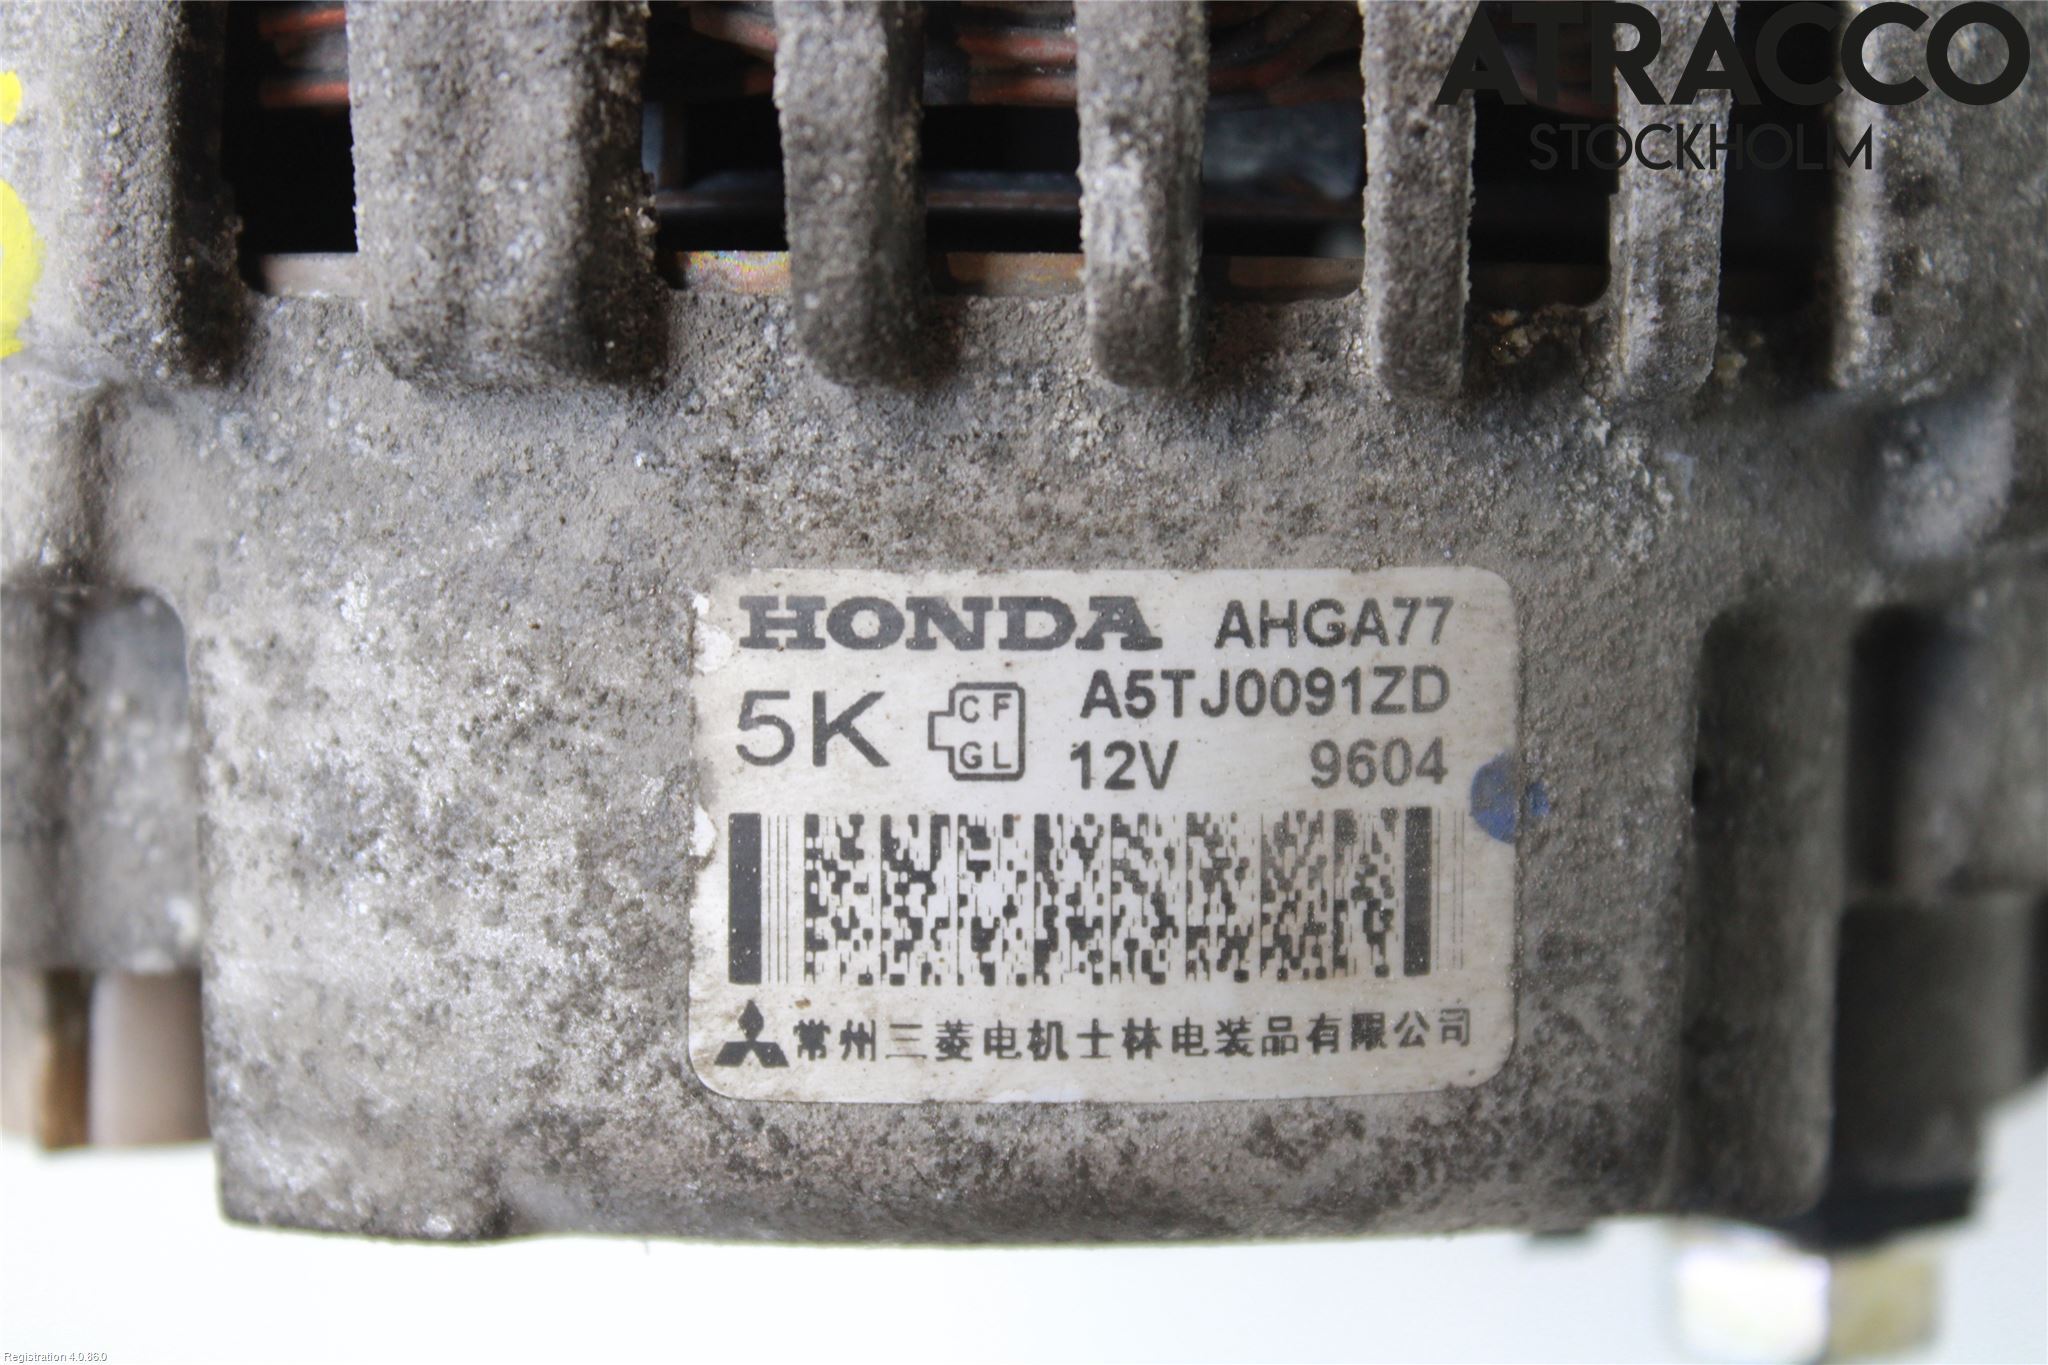 ATRACCO
STOCKHOLM
HONDA AHGA77
5K CF GL A5TJ0091ZD
12V 9604
常州三菱电机士林电装品有限公司
Registration 4.0.86.0